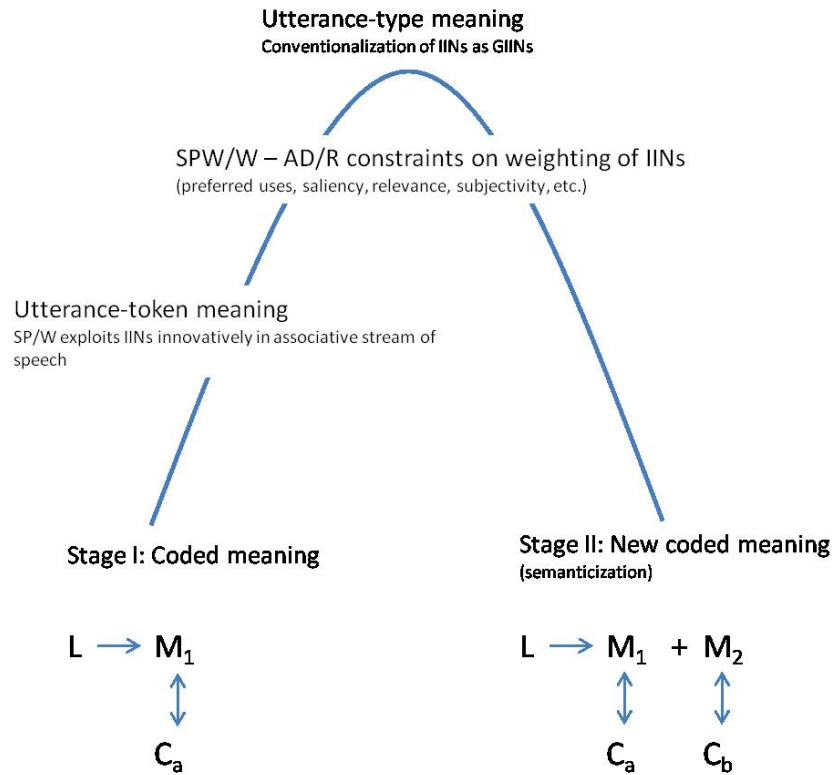 Utterance-type meaning
Conventionalization of IINs as GIINs
SPW/W – AD/R constraints on weighting of IINs
(preferred uses, saliency, relevance, subjectivity, etc.)
Utterance-token meaning
SP/W exploits IINs innovatively in associative stream of
speech
Stage I: Coded meaning
Stage II: New coded meaning
(semanticization)
L → M₁
L → M₁ + M₂
Cₐ
Cₐ C_b